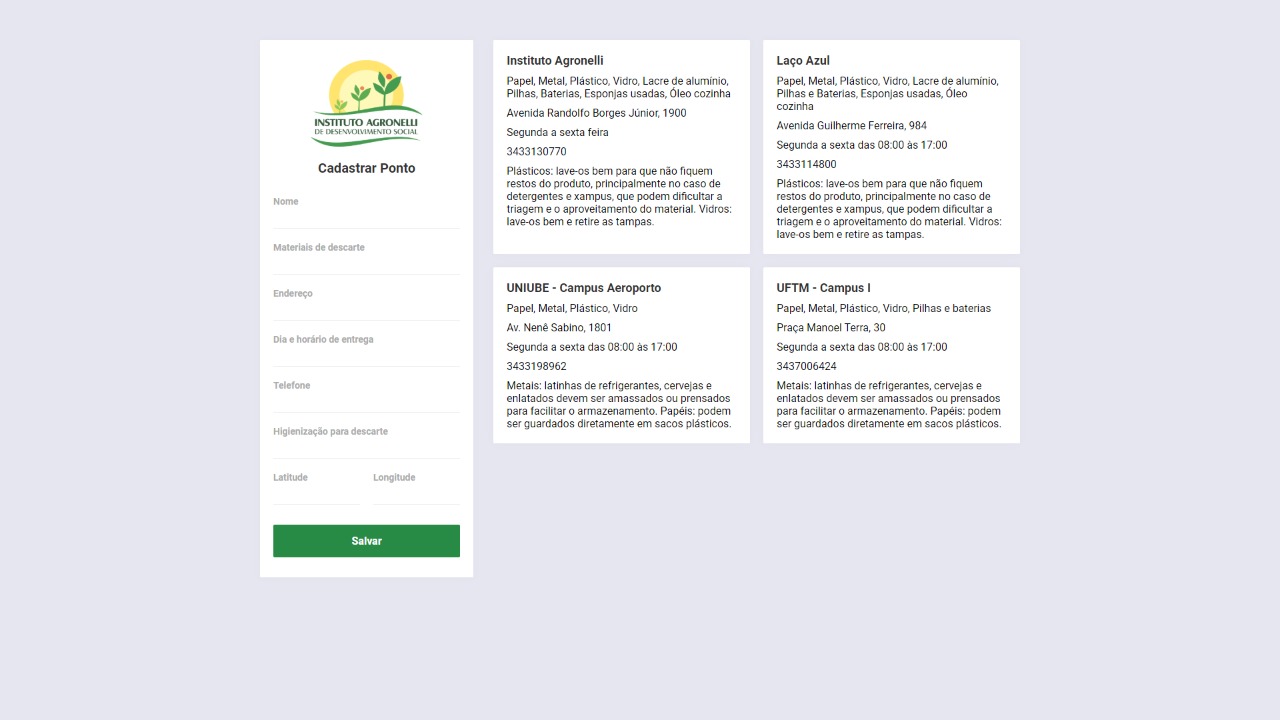 INSTITUTO AGRONELLI
DE DESENVOLVIMENTO SOCIAL
Cadastrar Ponto
Nome
Materiais de descarte
Endereço
Dia e horário de entrega
Telefone
Higienização para descarte
Latitude
Longitude
Salvar
Instituto Agronelli
Papel, Metal, Plástico, Vidro, Lacre de alumínio,
Pilhas, Baterias, Esponjas usadas, Óleo cozinha
Avenida Randolfo Borges Júnior, 1900
Segunda a sexta feira
3433130770
Plásticos: lave-os bem para que não fiquem
restos do produto, principalmente no caso de
detergentes e xampus, que podem dificultar a
triagem e o aproveitamento do material. Vidros:
lave-os bem e retire as tampas.
Laço Azul
Papel, Metal, Plástico, Vidro, Lacre de alumínio,
Pilhas e Baterias, Esponjas usadas, Óleo
cozinha
Avenida Guilherme Ferreira, 984
Segunda a sexta das 08:00 às 17:00
3433114800
Plásticos: lave-os bem para que não fiquem
restos do produto, principalmente no caso de
detergentes e xampus, que podem dificultar a
triagem e o aproveitamento do material. Vidros:
lave-os bem e retire as tampas.
UNIUBE - Campus Aeroporto
Papel, Metal, Plástico, Vidro
Av. Nenê Sabino, 1801
Segunda a sexta das 08:00 às 17:00
3433198962
Metais: latinhas de refrigerantes, cervejas e
enlatados devem ser amassados ou prensados
para facilitar o armazenamento. Papéis: podem
ser guardados diretamente em sacos plásticos.
UFTM - Campus I
Papel, Metal, Plástico, Vidro, Pilhas e baterias
Praça Manoel Terra, 30
Segunda a sexta das 08:00 às 17:00
3437006424
Metais: latinhas de refrigerantes, cervejas e
enlatados devem ser amassados ou prensados
para facilitar o armazenamento. Papéis: podem
ser guardados diretamente em sacos plásticos.